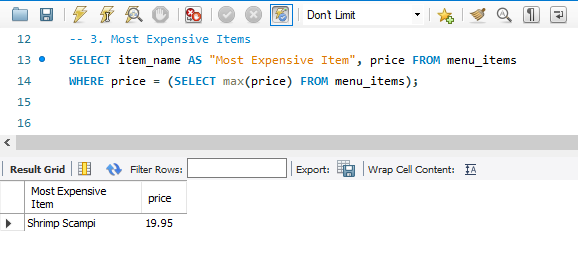 Don't Limit
12 -- 3. Most Expensive Items
13 SELECT item_name AS "Most Expensive Item", price FROM menu_items
14 WHERE price = (SELECT max(price) FROM menu_items);
15
16
Result Grid Filter Rows: Export: Wrap Cell Content: IA
Most Expensive
Item price
Shrimp Scampi 19.95